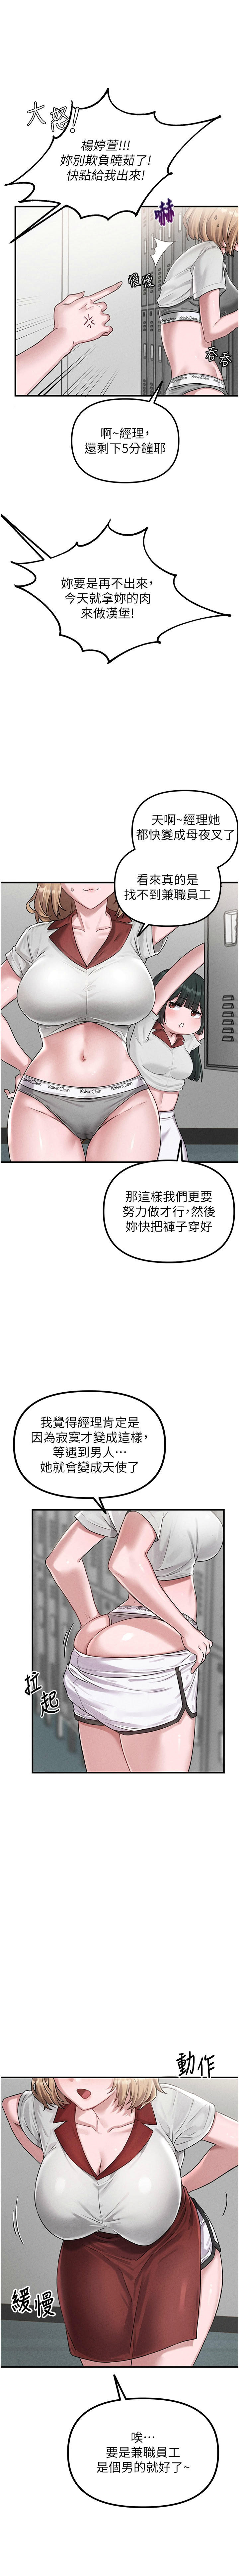 大怒!
楊婷萱!!!
妳別欺負曉茹了!
快點給我出來!
嚇
慢慢
吞吞
Kalvin Clein
啊~經理,
還剩下5分鐘耶
妳要是再不出來,
今天就拿妳的肉
來做漢堡!
天啊~經理她
都快變成母夜叉了
看來真的是
找不到兼職員工
KalvinClein
KalvinClein
KalvinClein
那這樣我們更要
努力做才行,然後
妳快把褲子穿好
我覺得經理肯定是
因為寂寞才變成這樣,
等遇到男人…
她就會變成天使了
拉起
動作
緩慢
唉…
要是兼職員工
是個男的就好了~